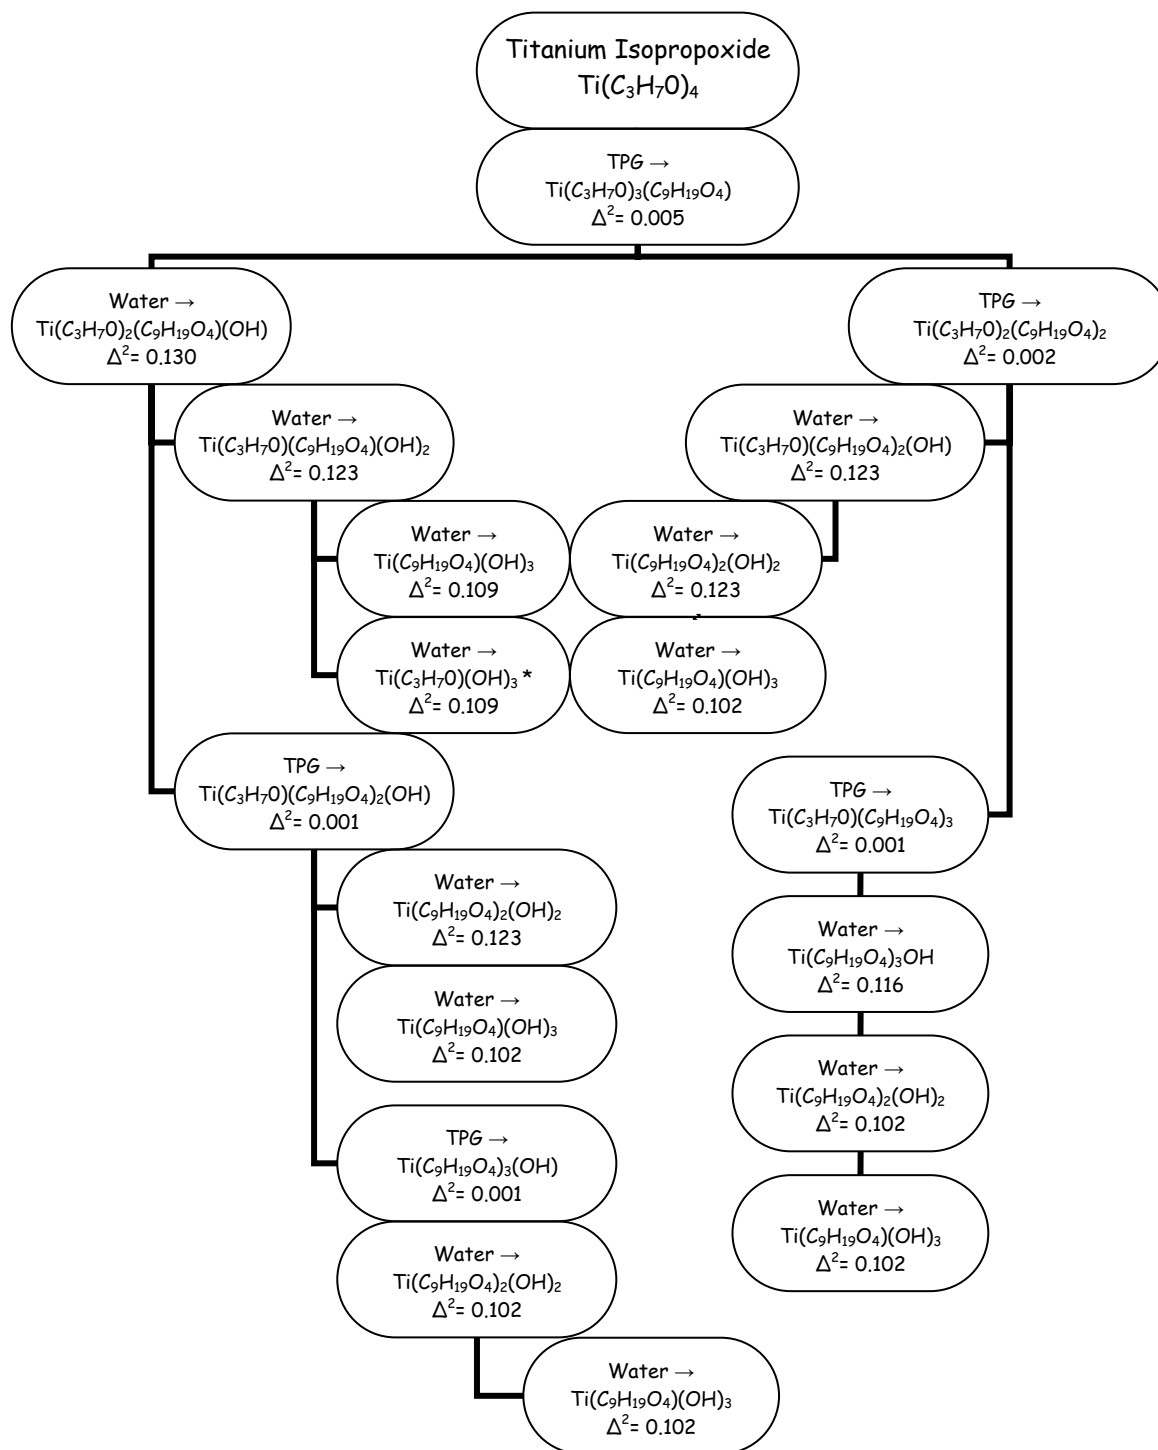 Titanium Isopropoxide
Ti(C₃H₇0)₄
TPG →
Ti(C₃H₇0)₃(C₉H₁₉O₄)
Δ²= 0.005
Water →
Ti(C₃H₇0)₂(C₉H₁₉O₄)(OH)
Δ²= 0.130
TPG →
Ti(C₃H₇0)₂(C₉H₁₉O₄)₂
Δ²= 0.002
Water →
Ti(C₃H₇0)(C₉H₁₉O₄)(OH)₂
Δ²= 0.123
Water →
Ti(C₃H₇0)(C₉H₁₉O₄)₂(OH)
Δ²= 0.123
Water →
Ti(C₉H₁₉O₄)(OH)₃
Δ²= 0.109
Water →
Ti(C₉H₁₉O₄)₂(OH)₂
Δ²= 0.123
Water →
Ti(C₃H₇0)(OH)₃ *
Δ²= 0.109
Water →
Ti(C₉H₁₉O₄)(OH)₃
Δ²= 0.102
TPG →
Ti(C₃H₇0)(C₉H₁₉O₄)₂(OH)
Δ²= 0.001
TPG →
Ti(C₃H₇0)(C₉H₁₉O₄)₃
Δ²= 0.001
Water →
Ti(C₉H₁₉O₄)₂(OH)₂
Δ²= 0.123
Water →
Ti(C₉H₁₉O₄)₃OH
Δ²= 0.116
Water →
Ti(C₉H₁₉O₄)(OH)₃
Δ²= 0.102
Water →
Ti(C₉H₁₉O₄)₂(OH)₂
Δ²= 0.102
TPG →
Ti(C₉H₁₉O₄)₃(OH)
Δ²= 0.001
Water →
Ti(C₉H₁₉O₄)(OH)₃
Δ²= 0.102
Water →
Ti(C₉H₁₉O₄)₂(OH)₂
Δ²= 0.102
Water →
Ti(C₉H₁₉O₄)(OH)₃
Δ²= 0.102